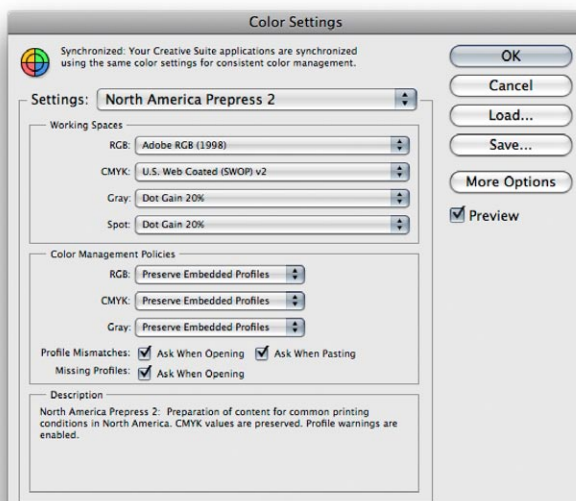 Color Settings
Synchronized: Your Creative Suite applications are synchronized
using the same color settings for consistent color management.
OK
Cancel
Load...
Save...
More Options
Preview
Settings: North America Prepress 2
Working Spaces
RGB: Adobe RGB (1998)
CMYK: U.S. Web Coated (SWOP) v2
Gray: Dot Gain 20%
Spot: Dot Gain 20%
Color Management Policies
RGB: Preserve Embedded Profiles
CMYK: Preserve Embedded Profiles
Gray: Preserve Embedded Profiles
Profile Mismatches: Ask When Opening Ask When Pasting
Missing Profiles: Ask When Opening
Description
North America Prepress 2: Preparation of content for common printing
conditions in North America. CMYK values are preserved. Profile warnings are
enabled.